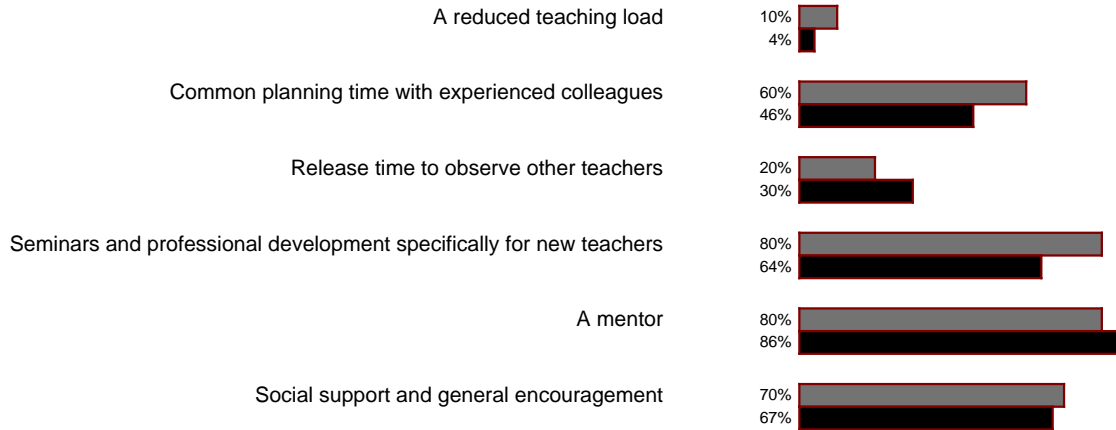 A reduced teaching load
10%
4%
Common planning time with experienced colleagues
60%
46%
Release time to observe other teachers
20%
30%
Seminars and professional development specifically for new teachers
80%
64%
A mentor
80%
86%
Social support and general encouragement
70%
67%